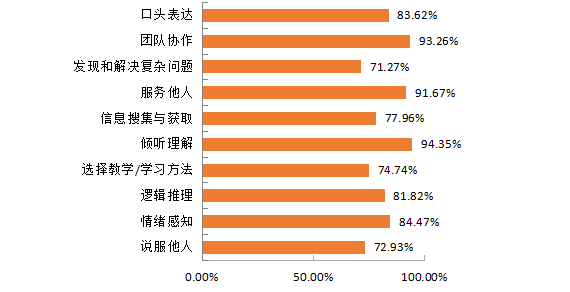 口头表达 83.62%
团队协作 93.26%
发现和解决复杂问题 71.27%
服务他人 91.67%
信息搜集与获取 77.96%
倾听理解 94.35%
选择教学/学习方法 74.74%
逻辑推理 81.82%
情绪感知 84.47%
说服他人 72.93%
0.00% 50.00% 100.00%